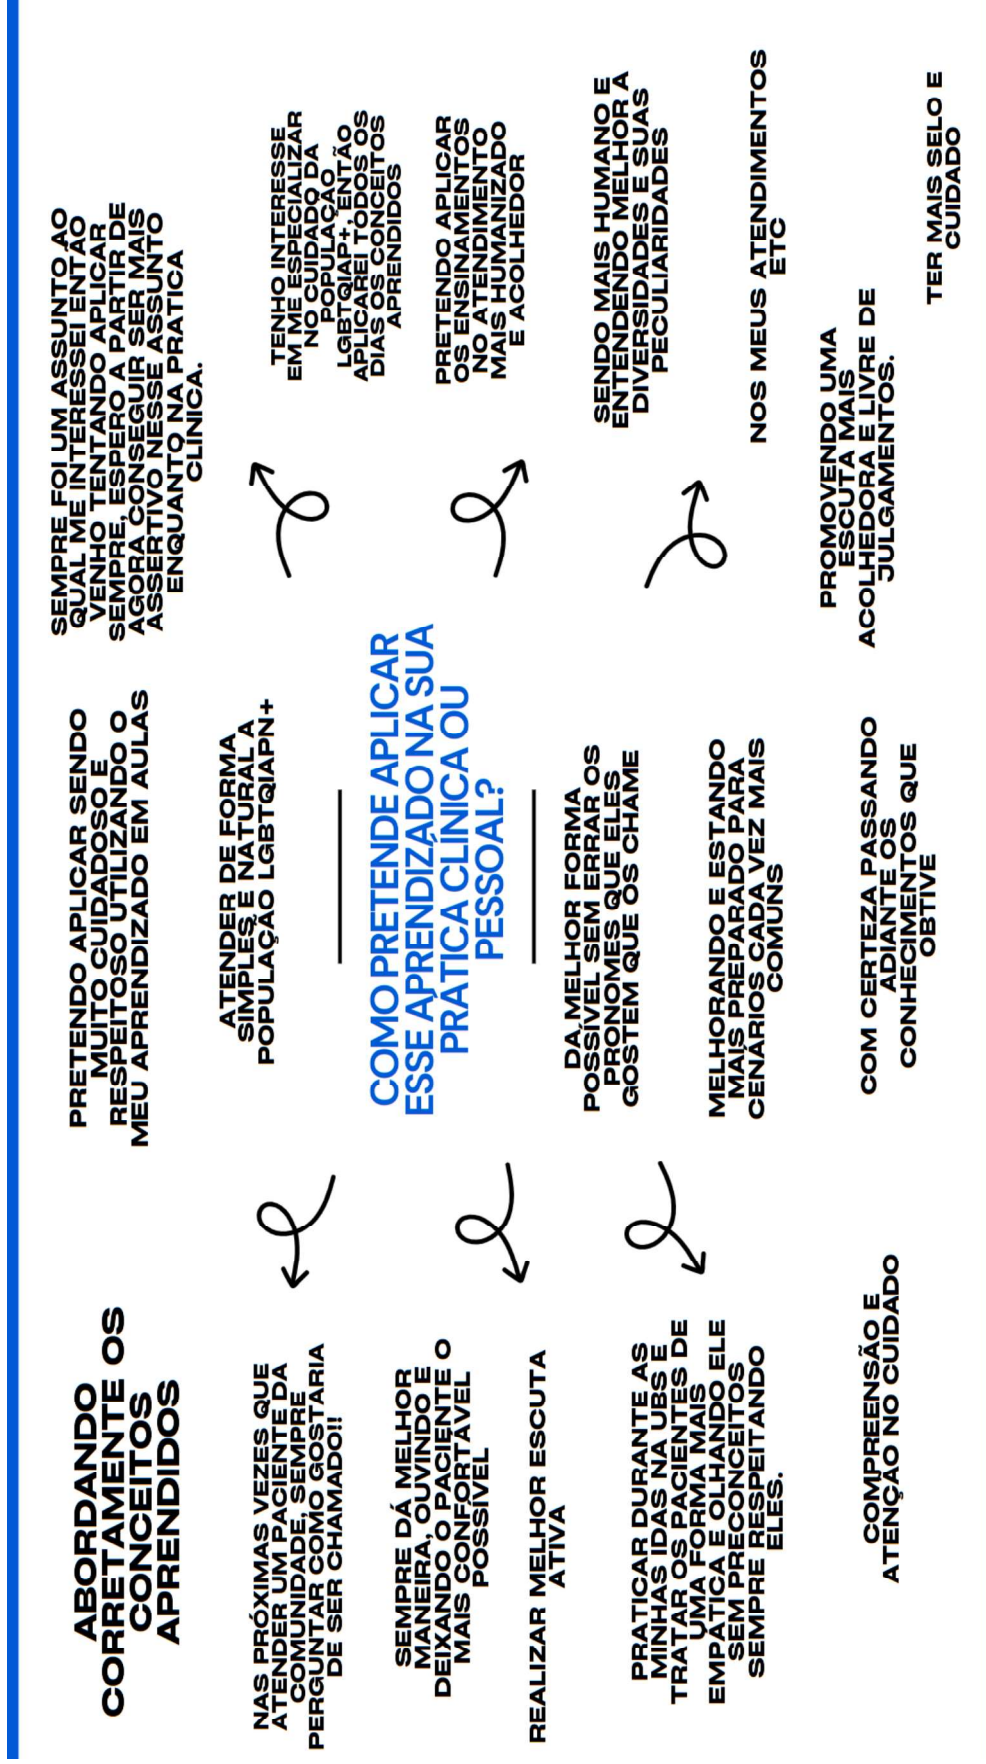 ABORDANDO
CORRETAMENTE OS
CONCEITOS
APRENDIDOS
NAS PRÓXIMAS VEZES QUE
ATENDER UM PACIENTE DA
COMUNIDADE, SEMPRE
PERGUNTAR COMO GOSTARIA
DE SER CHAMADO!!
SEMPRE DÁ MELHOR
MANEIRA, OUVINDO E
DEIXANDO O PACIENTE O
MAIS CONFORTÁVEL
POSSÍVEL
REALIZAR MELHOR ESCUTA
ATIVA
PRATICAR DURANTE AS
MINHAS IDAS NA UBS E
TRATAR OS PACIENTES DE
UMA FORMA MAIS
EMPÁTICA E OLHANDO ELE
SEM PRECONCEITOS
SEMPRE RESPEITANDO
ELES.
COMPREENSÃO E
ATENÇÃO NO CUIDADO
PRETENDO APLICAR SENDO
MUITO CUIDADOSO E
RESPEITOSO UTILIZANDO O
MEU APRENDIZADO EM AULAS
ATENDER DE FORMA
SIMPLES E NATURAL A
POPULAÇÃO LGBTQIAPN+
COMO PRETENDE APLICAR
ESSE APRENDIZADO NA SUA
PRÁTICA CLÍNICA OU
PESSOAL?
DA MELHOR FORMA
POSSÍVEL SEM ERRAR OS
PRONOMES QUE ELES
GOSTEM QUE OS CHAME
MELHORANDO E ESTANDO
MAIS PREPARADO PARA
CENÁRIOS CADA VEZ MAIS
COMUNS
COM CERTEZA PASSANDO
ADIANTE OS
CONHECIMENTOS QUE
OBTIVE
SEMPRE FOI UM ASSUNTO AO
QUAL ME INTERESSEI ENTÃO
VENHO TENTANDO APLICAR
SEMPRE, ESPERO A PARTIR DE
AGORA CONSEGUIR SER MAIS
ASSERTIVO NESSE ASSUNTO
ENQUANTO NA PRATICA
CLÍNICA.
TENHO INTERESSE
EM ME ESPECIALIZAR
NO CUIDADO DA
POPULAÇÃO
LGBTQIAP+, ENTÃO
APLICAREI TODOS OS
DIAS OS CONCEITOS
APRENDIDOS
PRETENDO APLICAR
OS ENSINAMENTOS
NO ATENDIMENTO
MAIS HUMANIZADO
E ACOLHEDOR
SENDO MAIS HUMANO E
ENTENDENDO MELHOR A
DIVERSIDADES E SUAS
PECULIARIDADES
NOS MEUS ATENDIMENTOS
ETC
PROMOVENDO UMA
ESCUTA MAIS
ACOLHEDORA E LIVRE DE
JULGAMENTOS.
TER MAIS SELO E
CUIDADO